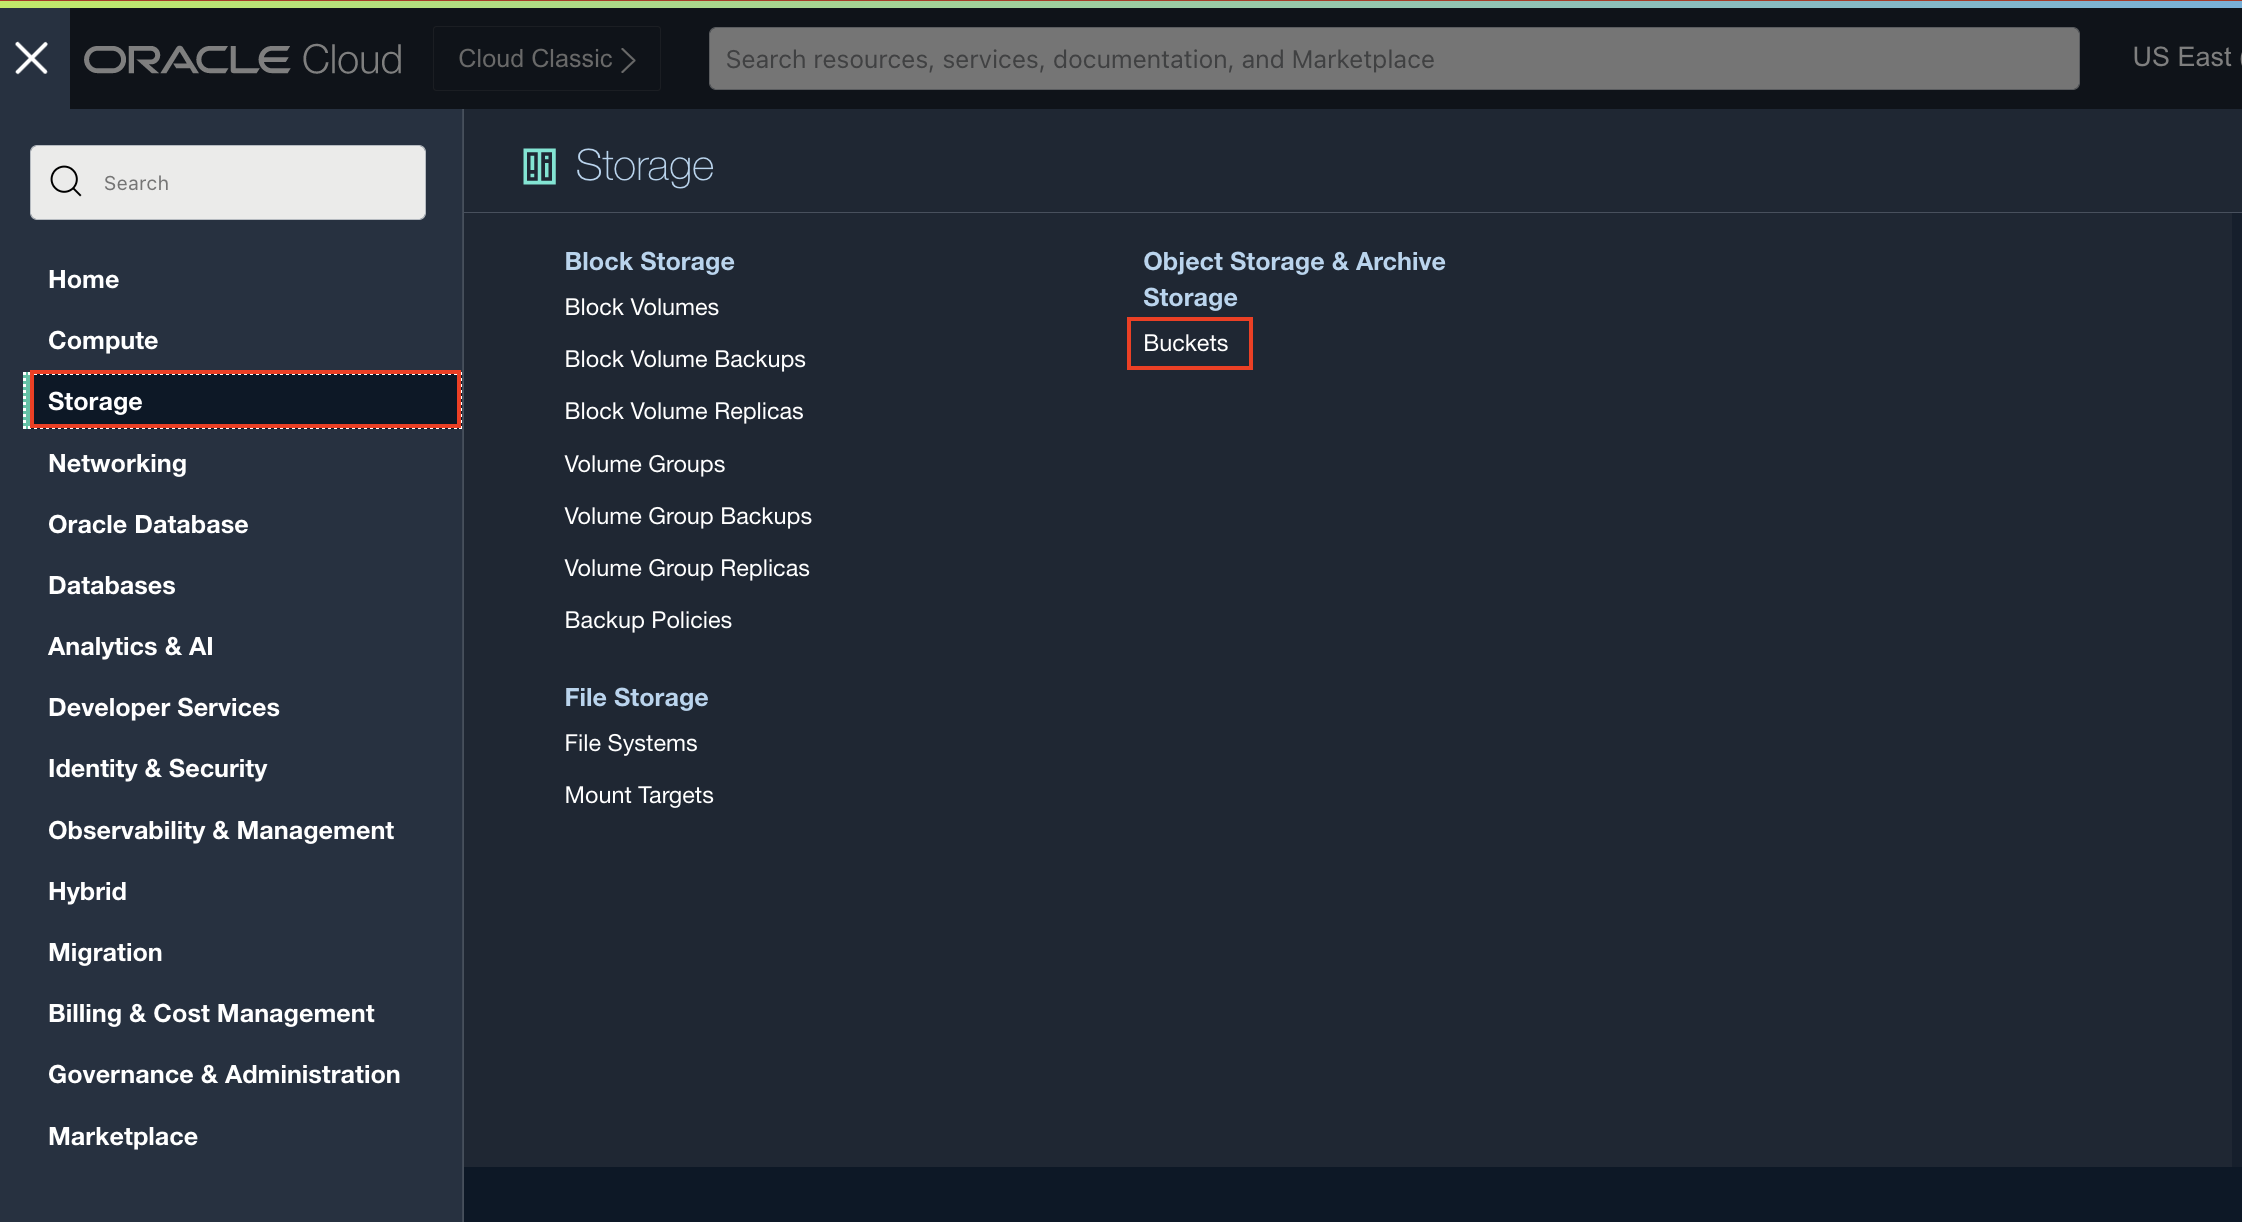 ORACLE Cloud
Cloud Classic
Search resources, services, documentation, and Marketplace
US East
Search
Home
Compute
Storage
Networking
Oracle Database
Databases
Analytics & AI
Developer Services
Identity & Security
Observability & Management
Hybrid
Migration
Billing & Cost Management
Governance & Administration
Marketplace
Storage
Block Storage
Block Volumes
Block Volume Backups
Block Volume Replicas
Volume Groups
Volume Group Backups
Volume Group Replicas
Backup Policies
File Storage
File Systems
Mount Targets
Object Storage & Archive
Storage
Buckets